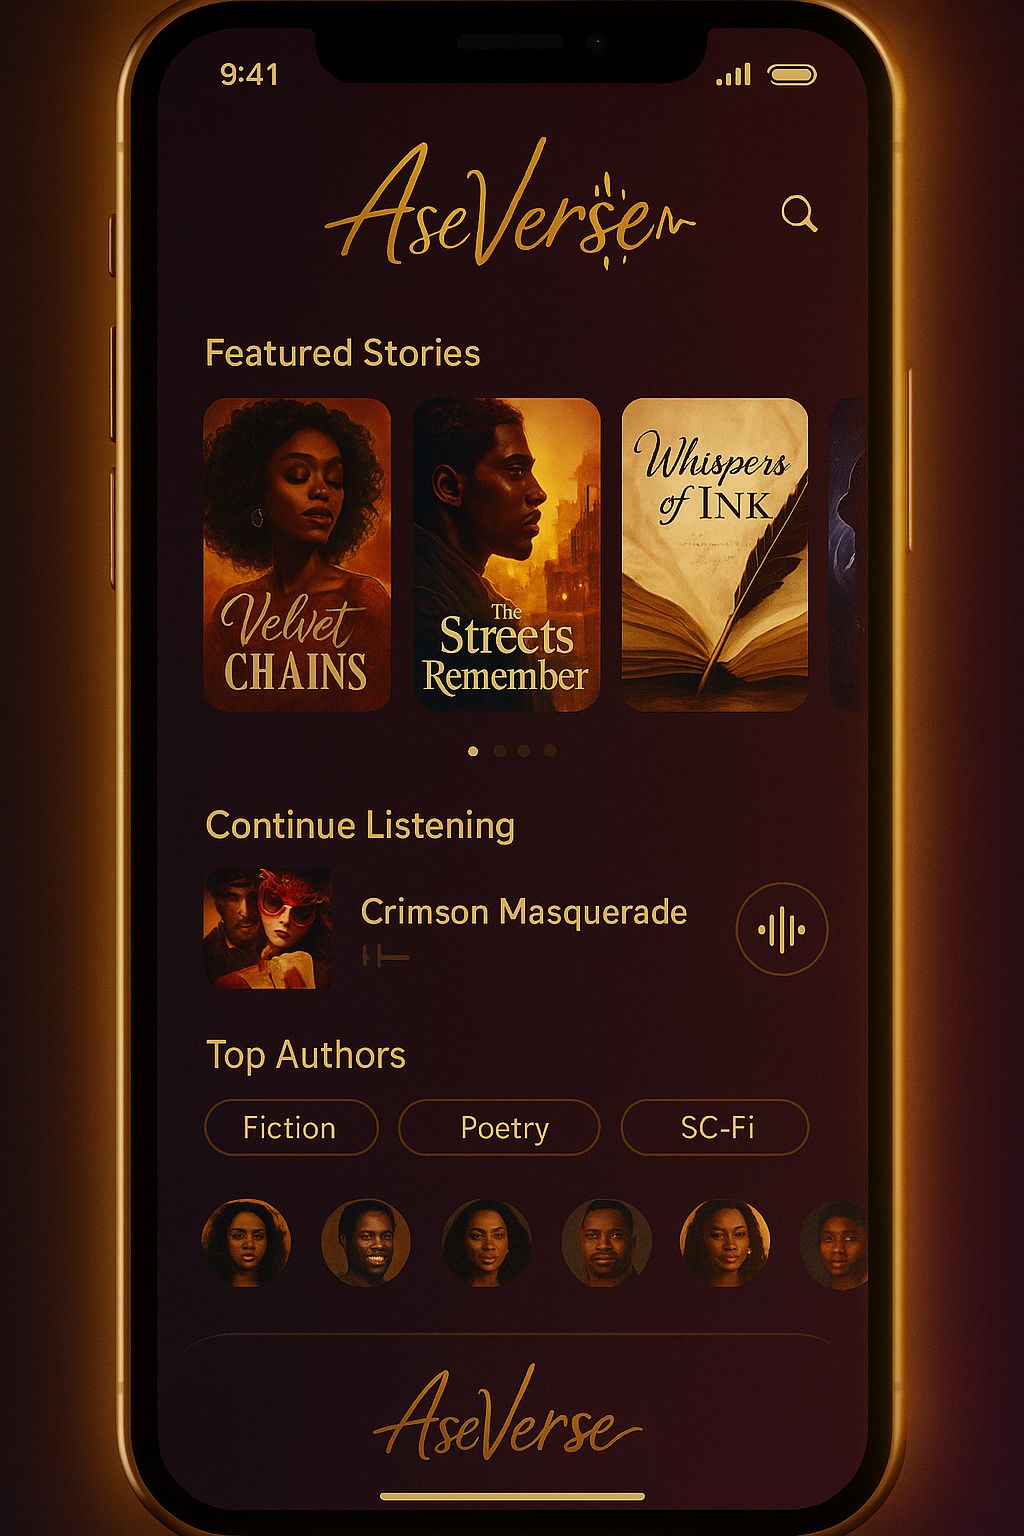 9:41
AseVerse
Featured Stories
Velvet
CHAINS
The
Streets
Remember
Whispers
of INK
Continue Listening
Crimson Masquerade
Top Authors
Fiction
Poetry
SC-Fi
AseVerse